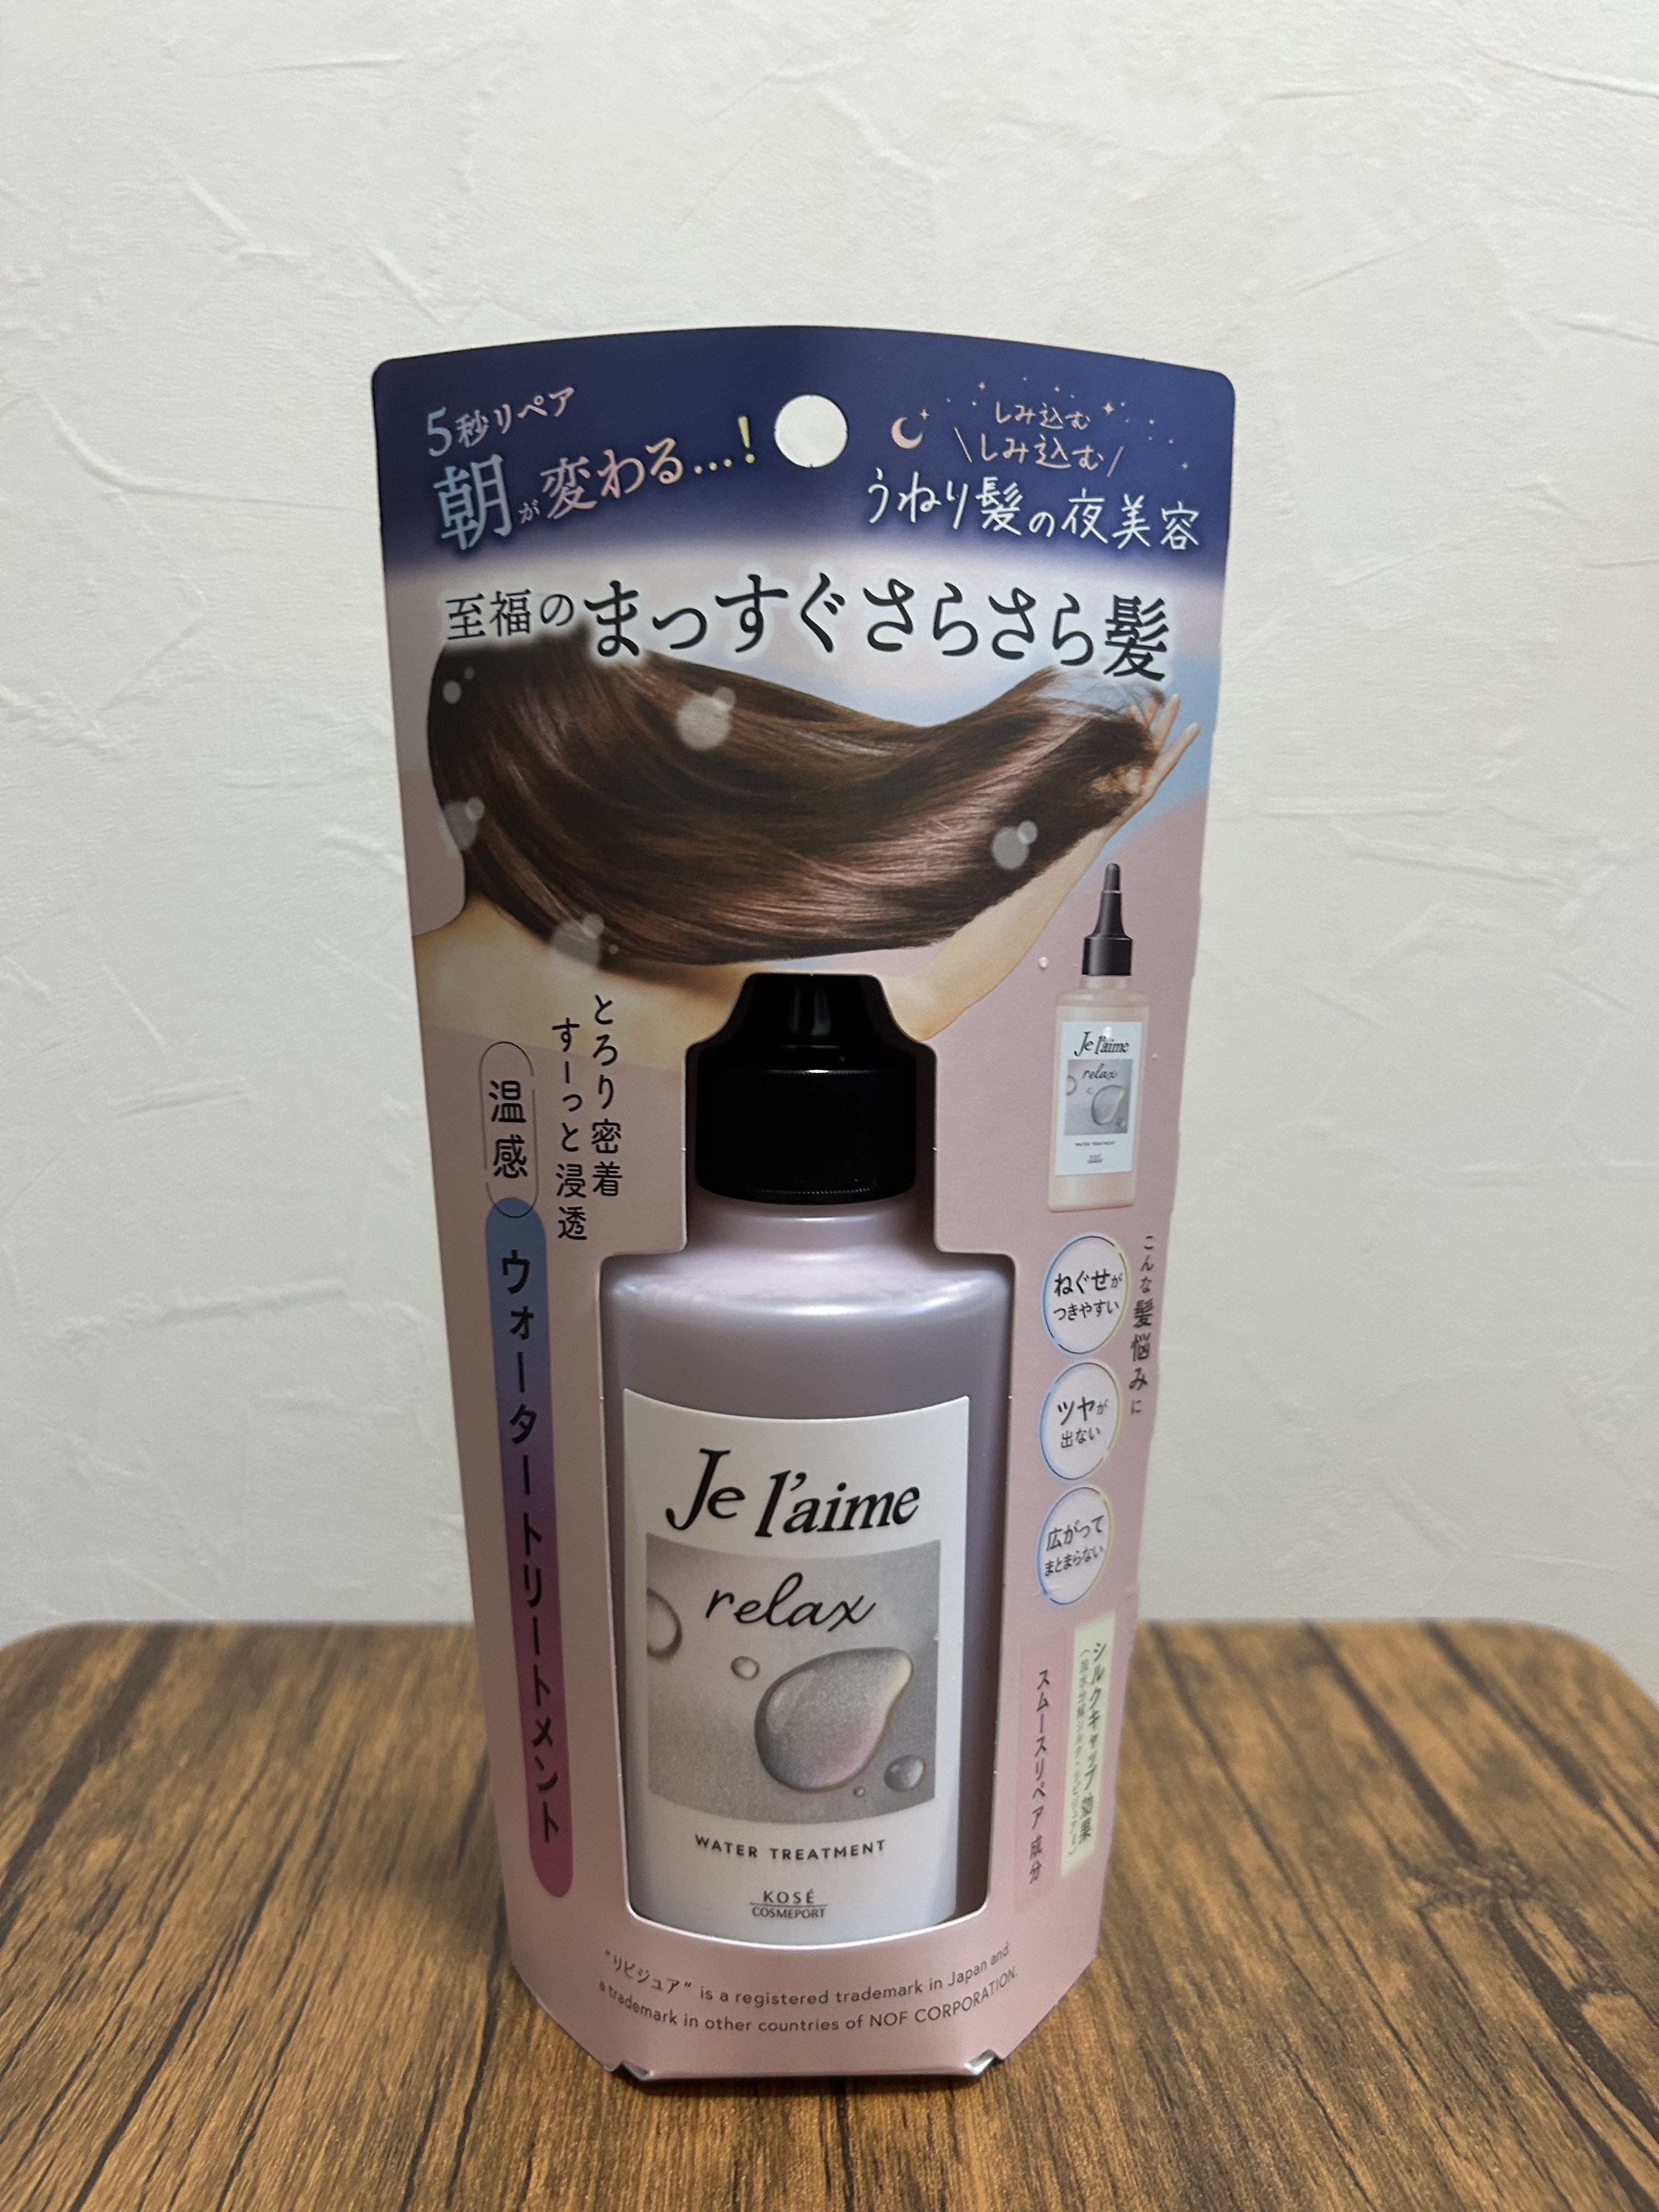 5秒リペア
朝が変わる...!
しみ込む
\しみ込む/
うねり髪の夜美容
至福のまっすぐさらさら髪
とろり密着
すーっと浸透
温感
ウォータートリートメント
Je l'aime
relax
WATER TREATMENT
こんな髪悩みに
ねぐせが
つきやすい
ツヤが
出ない
広がって
まとまらない
シルクキャップ効果
スムースリペア成分
Je l'aime
relax
WATER TREATMENT
KOSÉ
COSMEPORT
"リピジュア" is a registered trademark in Japan and
a trademark in other countries of NOF CORPORATION.